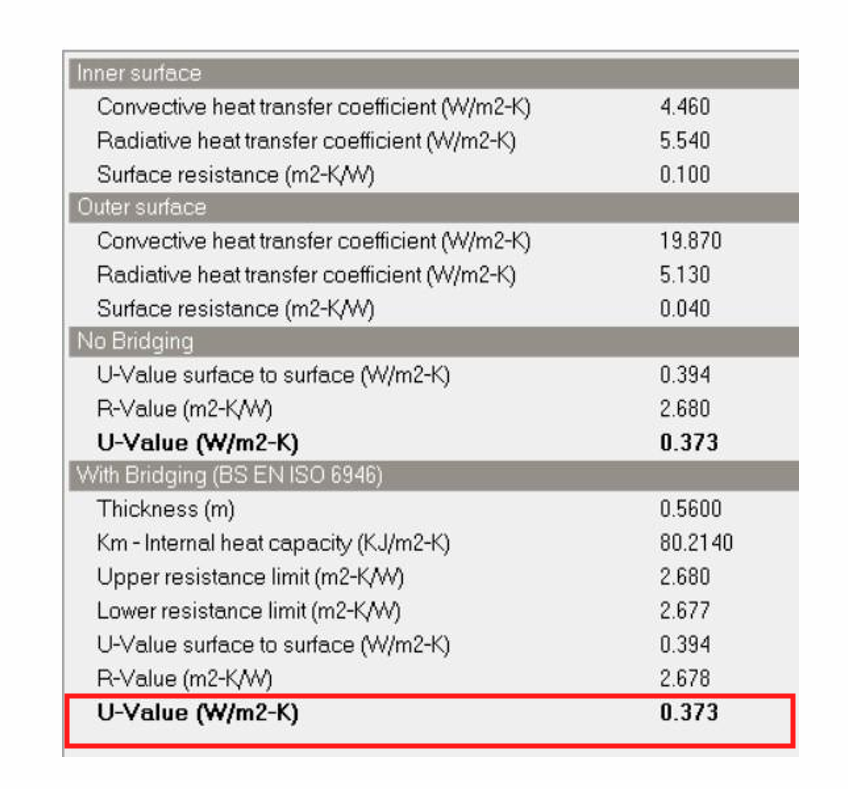 Inner surface
Convective heat transfer coefficient (W/m2-K) 4.460
Radiative heat transfer coefficient (W/m2-K) 5.540
Surface resistance (m2-K/W) 0.100
Outer surface
Convective heat transfer coefficient (W/m2-K) 19.870
Radiative heat transfer coefficient (W/m2-K) 5.130
Surface resistance (m2-K/W) 0.040
No Bridging
U-Value surface to surface (W/m2-K) 0.394
R-Value (m2-K/W) 2.680
U-Value (W/m2-K) 0.373
With Bridging (BS EN ISO 6946)
Thickness (m) 0.5600
Km - Internal heat capacity (KJ/m2-K) 80.2140
Upper resistance limit (m2-K/W) 2.680
Lower resistance limit (m2-K/W) 2.677
U-Value surface to surface (W/m2-K) 0.394
R-Value (m2-K/W) 2.678
U-Value (W/m2-K) 0.373